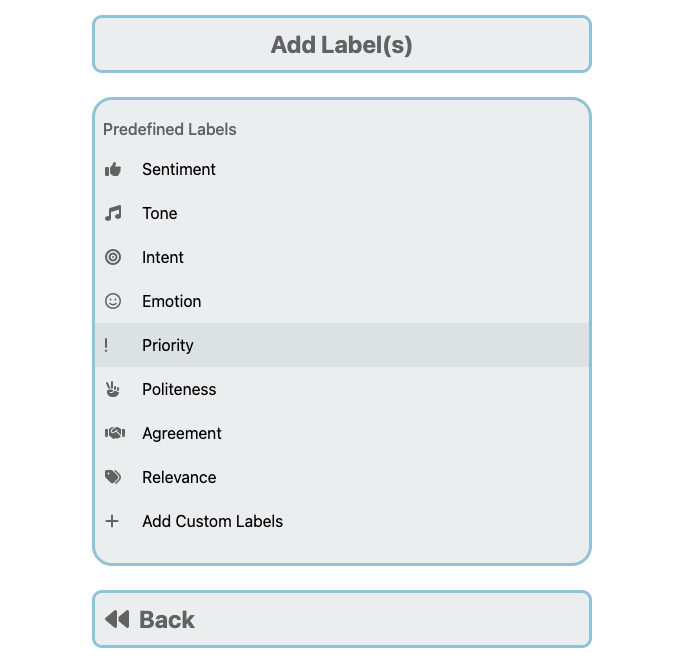 Add Label(s)
Predefined Labels
Sentiment
Tone
Intent
Emotion
Priority
Politeness
Agreement
Relevance
Add Custom Labels
Back